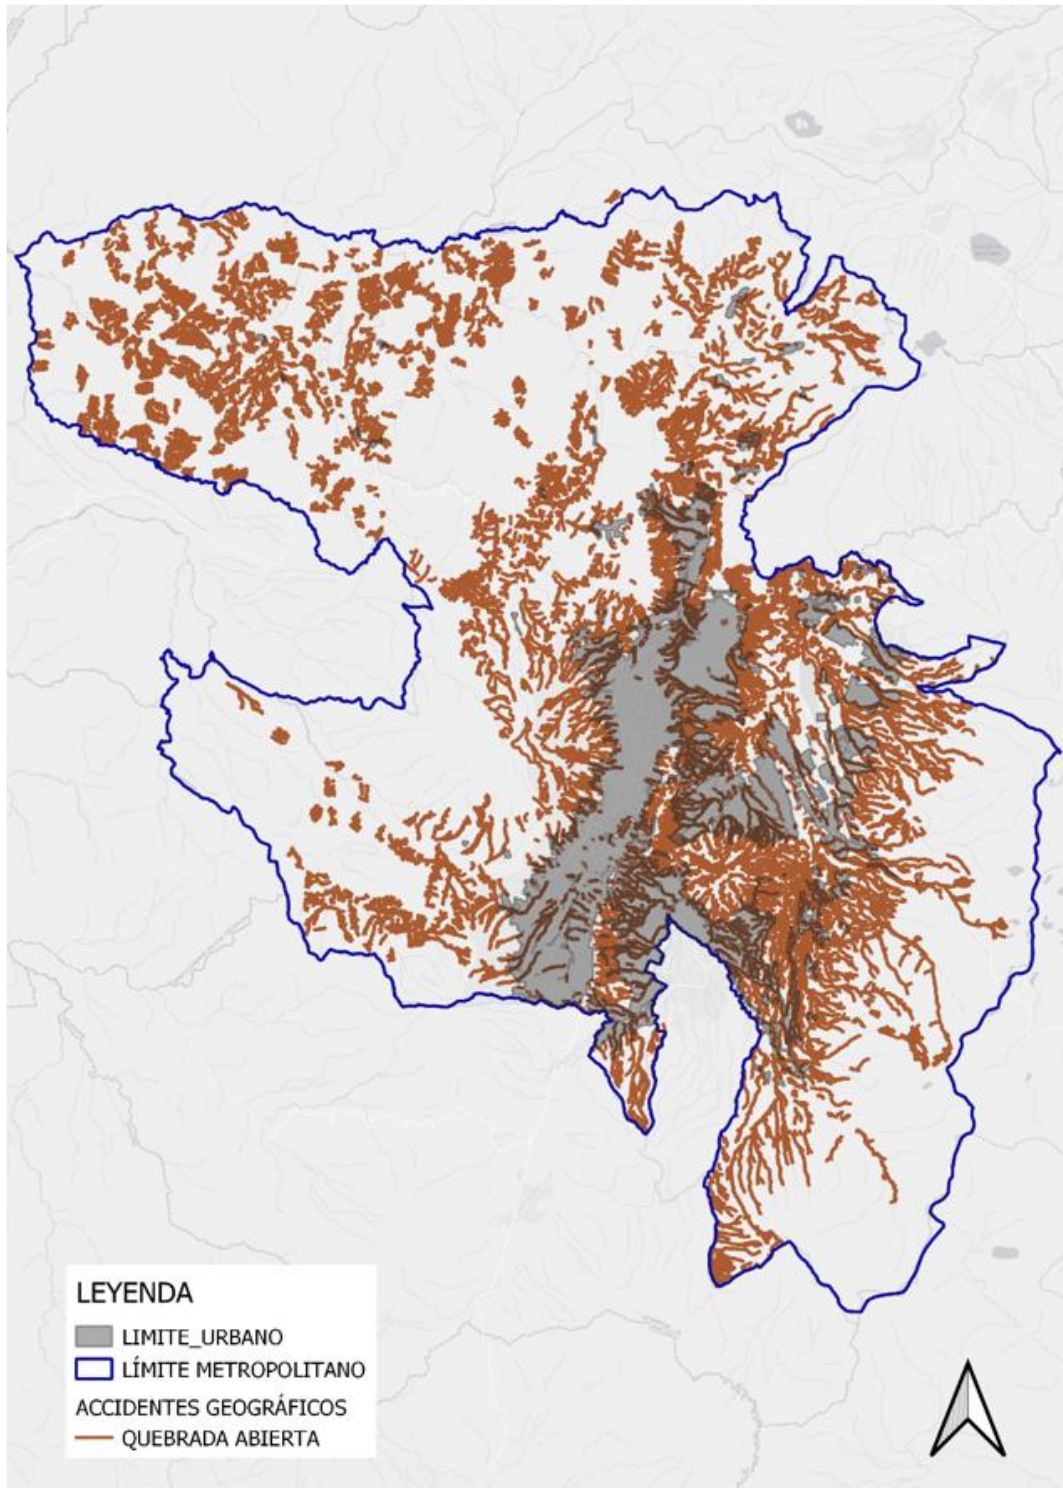 LEYENDA
LIMITE_URBANO
LÍMITE METROPOLITANO
ACCIDENTES GEOGRÁFICOS
QUEBRADA ABIERTA